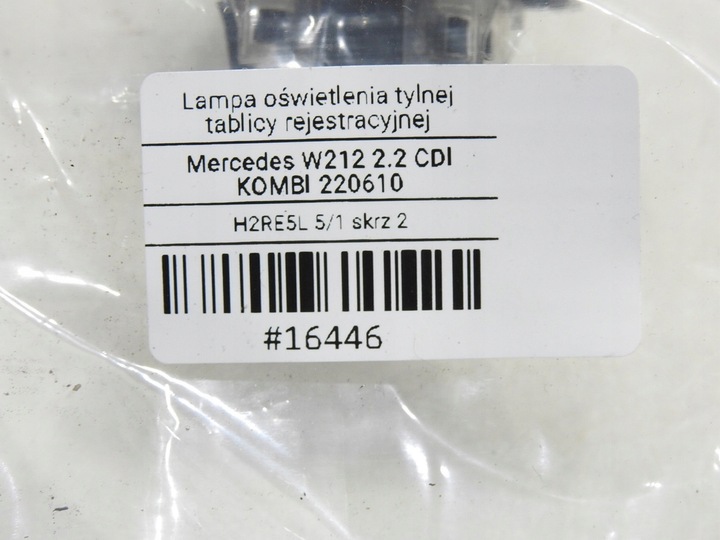 Lampa oświetlenia tylnej
tablicy rejestracyjnej
Mercedes W212 2.2 CDI
KOMBI 220610
H2RE5L 5/1 skrz 2
#16446